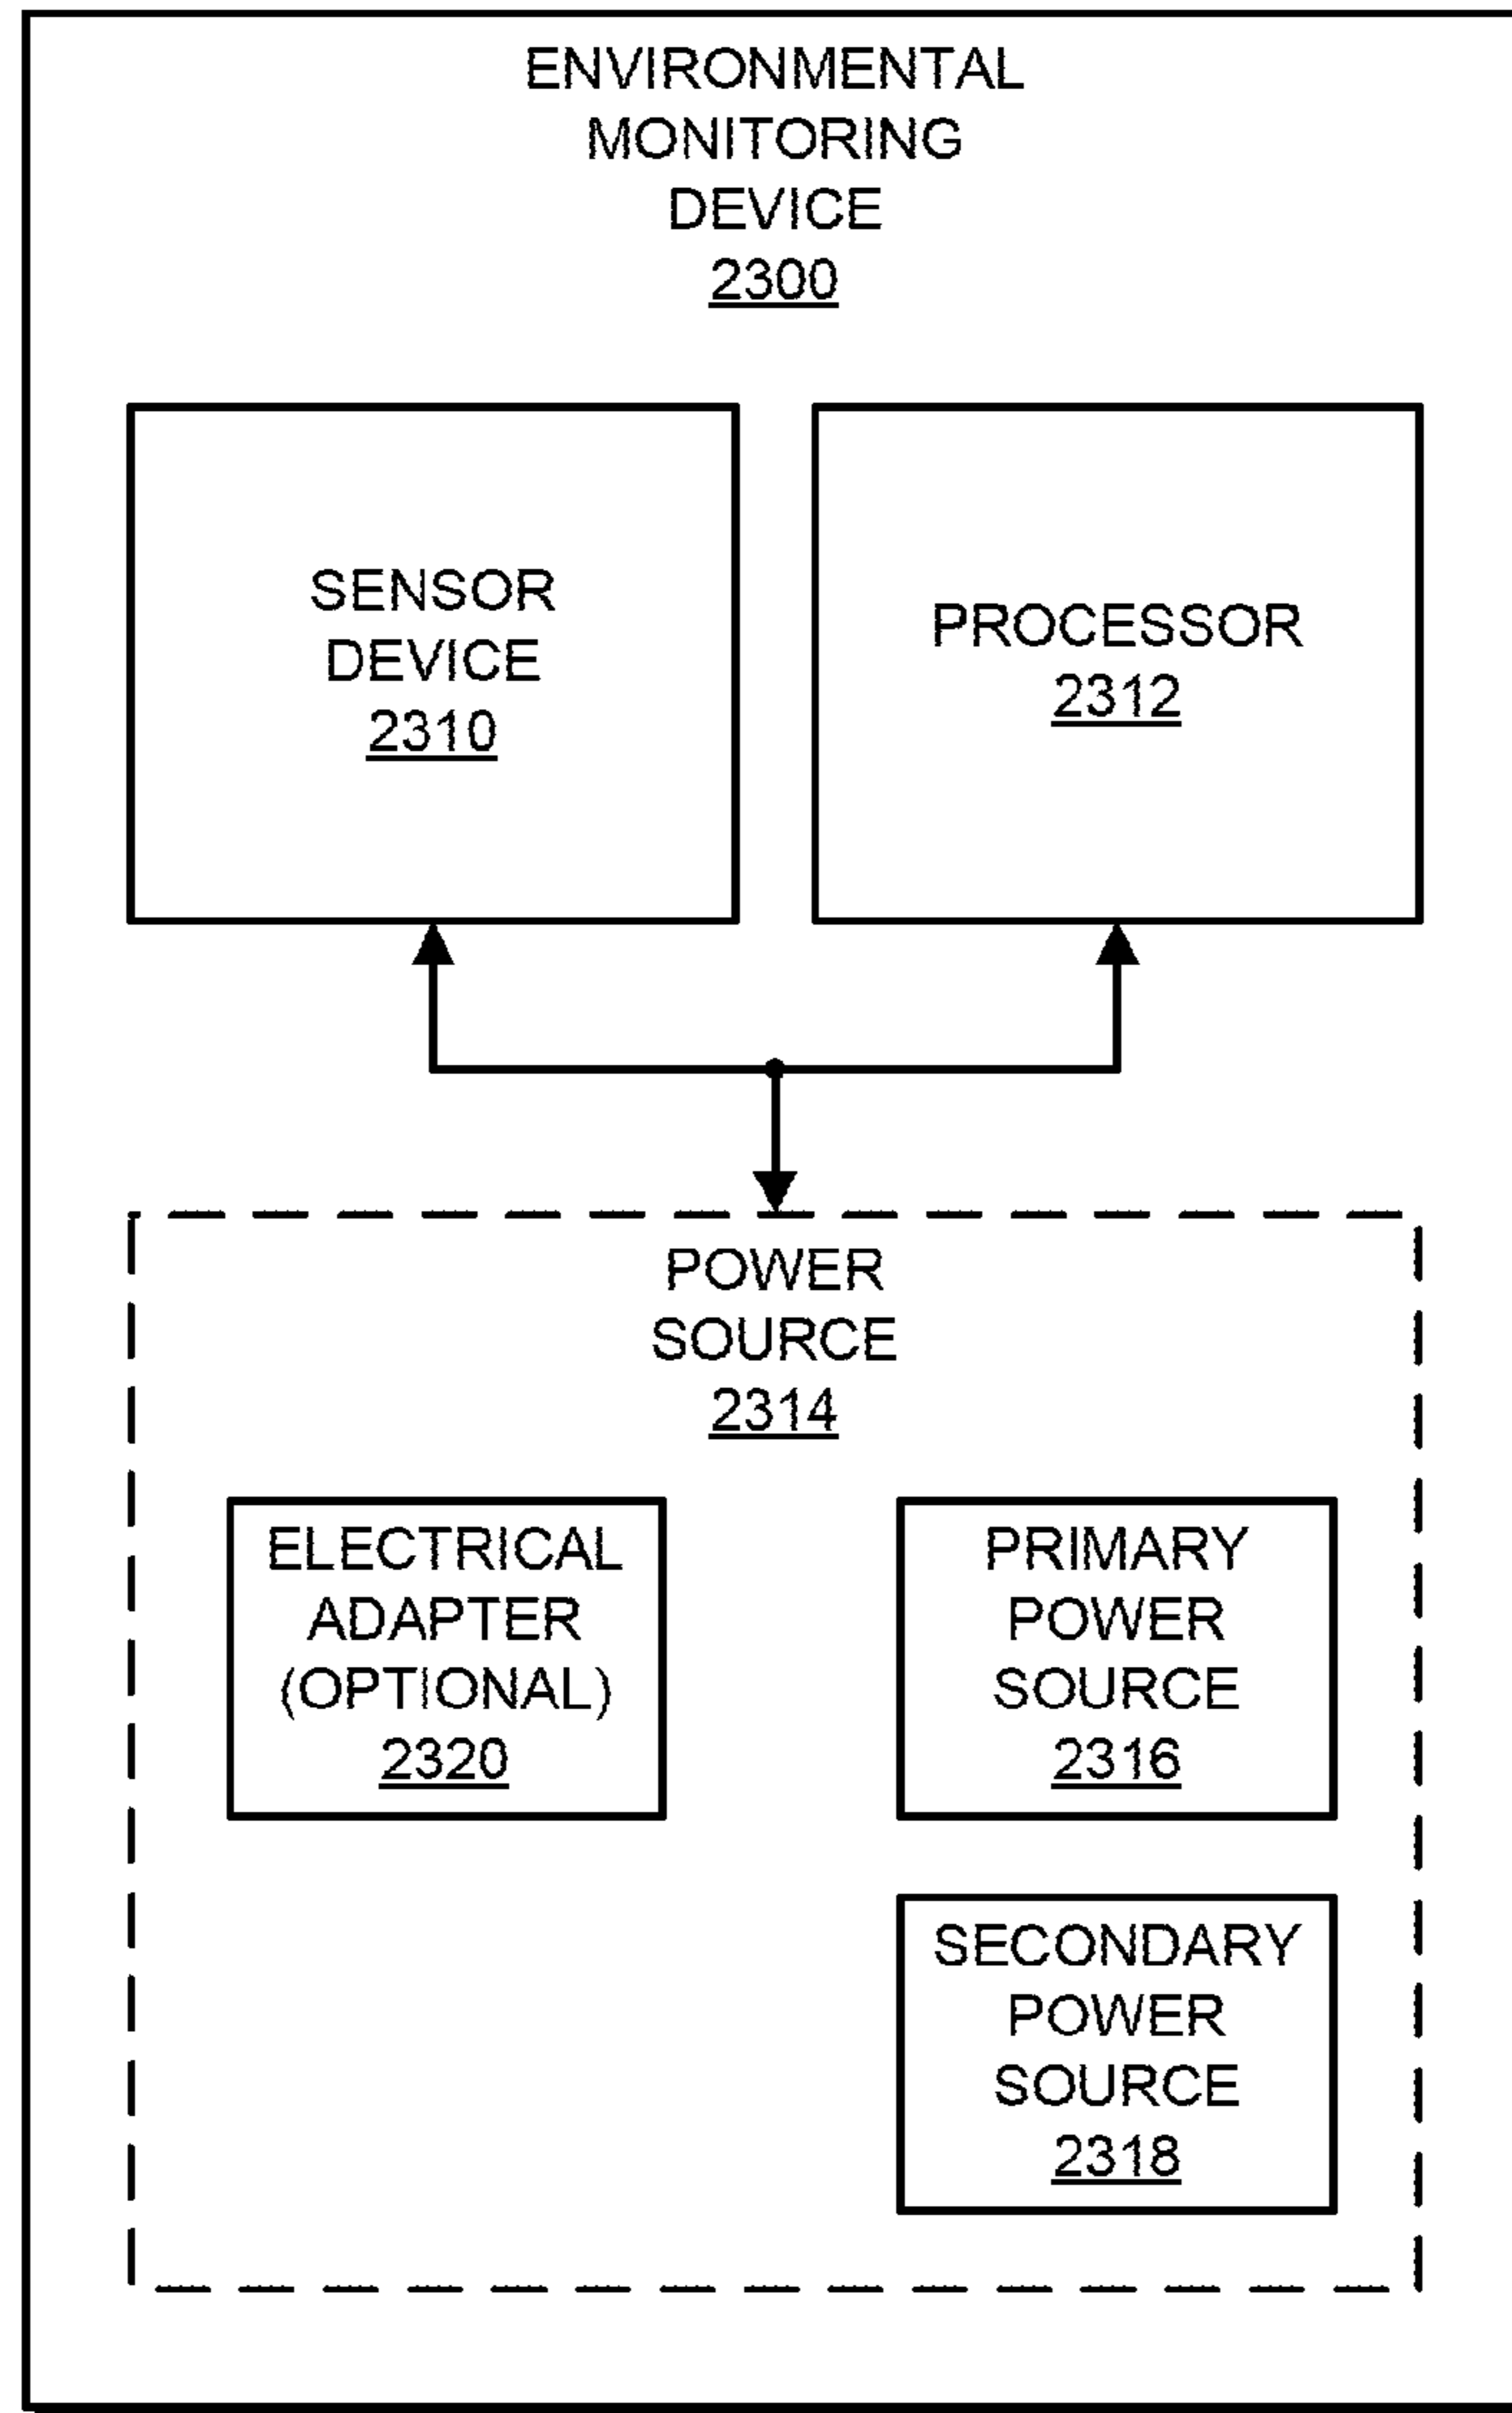 ENVIRONMENTAL
MONITORING
DEVICE
2300
SENSOR
DEVICE
2310
PROCESSOR
2312
POWER
SOURCE
2314
ELECTRICAL
ADAPTER
(OPTIONAL)
2320
PRIMARY
POWER
SOURCE
2316
SECONDARY
POWER
SOURCE
2318